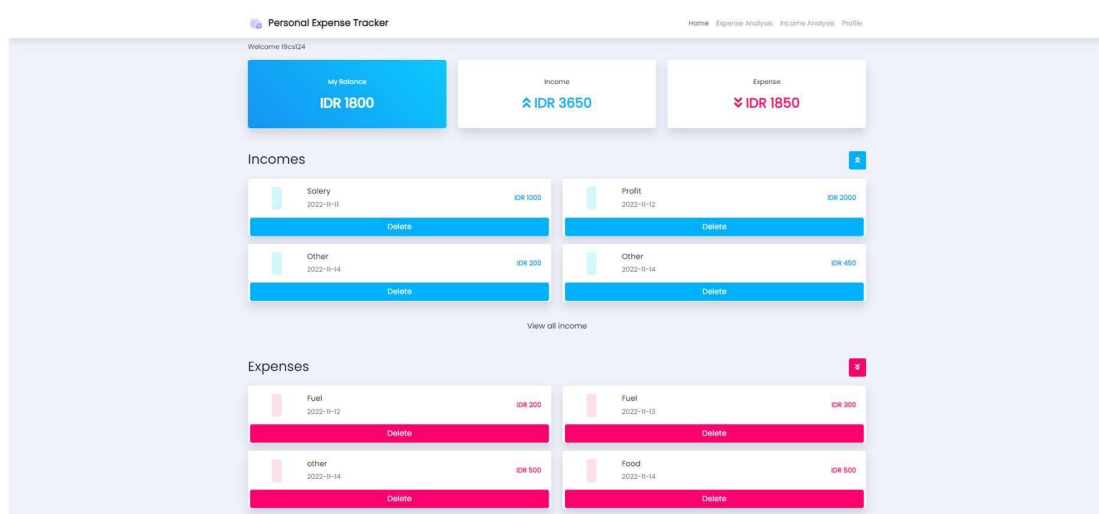 Personal Expense Tracker
Home Expense Analysis Income Analysis Profile
Welcome 19cs124
My Balance
IDR 1800
Income
IDR 3650
Expense
IDR 1850
Incomes
Salery
2022-11-11
IDR 1000
Delete
Profit
2022-11-12
IDR 2000
Delete
Other
2022-11-14
IDR 200
Delete
Other
2022-11-14
IDR 450
Delete
View all income
Expenses
Fuel
2022-11-12
IDR 200
Delete
Fuel
2022-11-13
IDR 300
Delete
other
2022-11-14
IDR 500
Delete
Food
2022-11-14
IDR 500
Delete